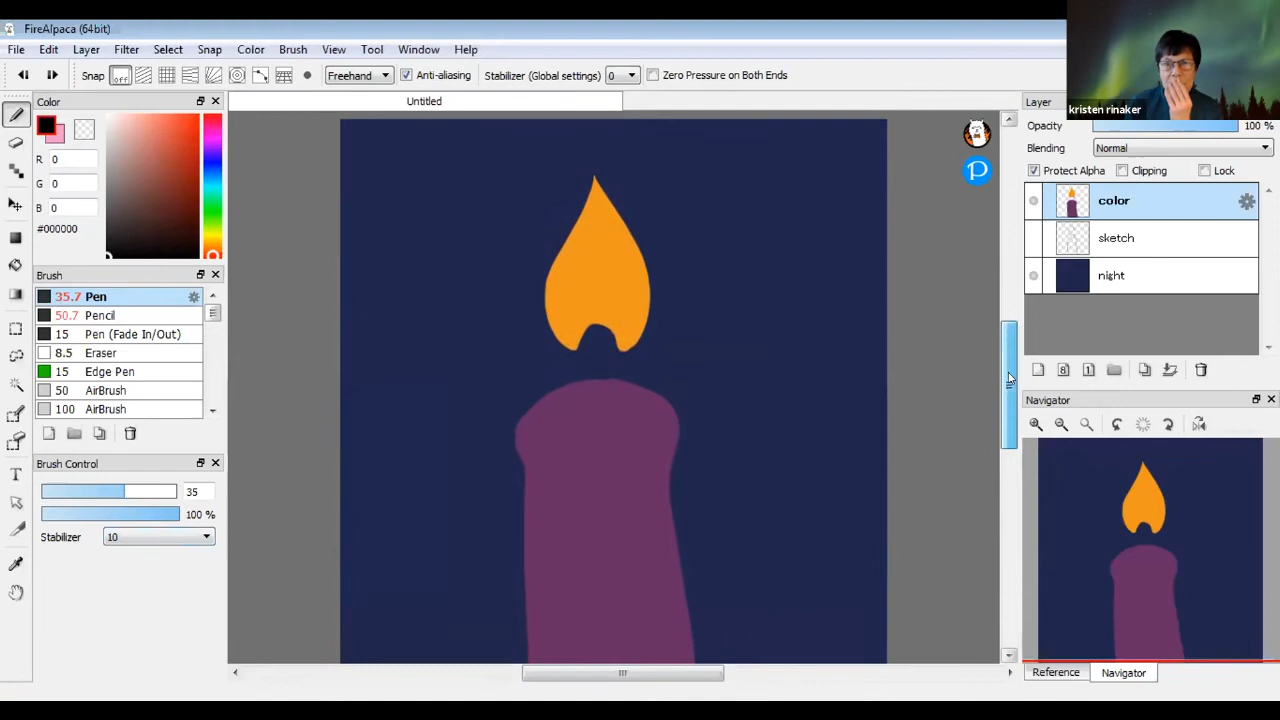 FireAlpaca (64bit)
File Edit Layer Filter Select Snap Color Brush View Tool Window Help
Snap off Freehand Anti-aliasing Stabilizer (Global settings) 0 Zero Pressure on Both Ends
kristen rinaker
Color
Untitled
Layer
Opacity 100 %
Blending Normal
R 0
Protect Alpha Clipping Lock
G 0
color
B 0
#000000
sketch
night
Brush
35.7 Pen
50.7 Pencil
15 Pen (Fade In/Out)
8.5 Eraser
15 Edge Pen
50 AirBrush
100 AirBrush
8 1
Navigator
Brush Control
35
100 %
Stabilizer 10
T
P
Reference Navigator